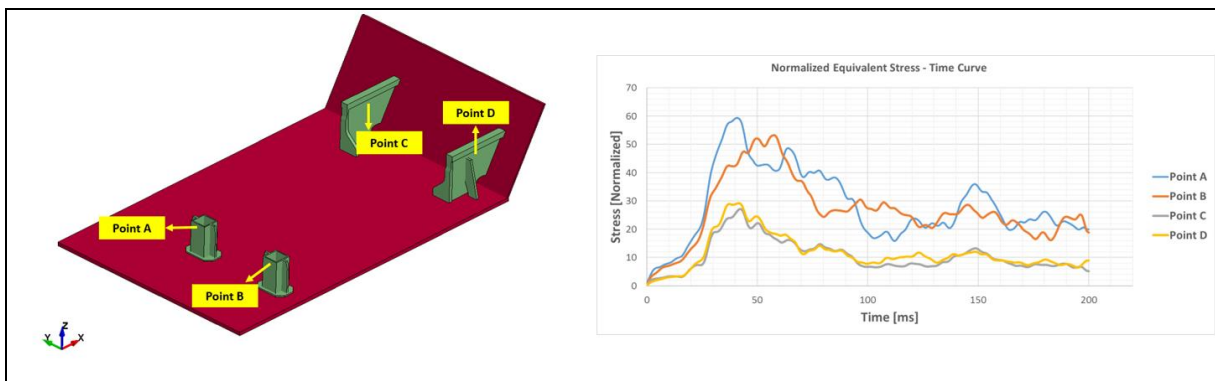 Point D
Point C
Point A
Point B
Z
Y
X
Normalized Equivalent Stress - Time Curve
Stress [Normalized]
70
60
50
40
30
20
10
0
0
50
100
150
200
Time [ms]
Point A
Point B
Point C
Point D